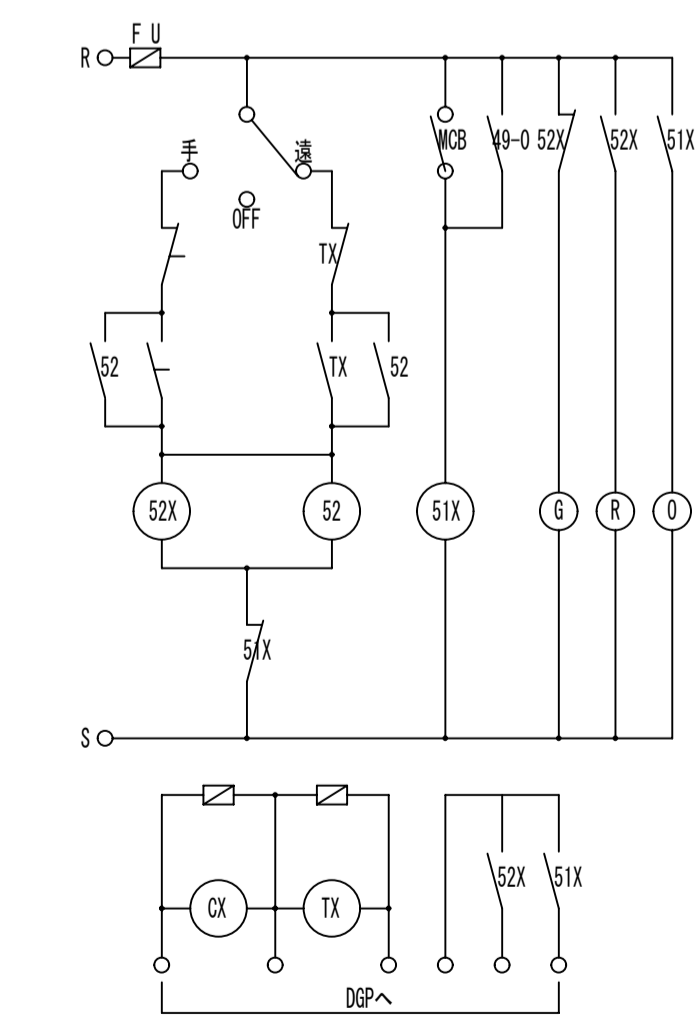 F U
R
手
遠
OFF
MCB
49-0
52X
52X
51X
TX
52
TX
52
52X
52
51X
G
R
O
51X
S
CX
TX
52X
51X
DGPへ